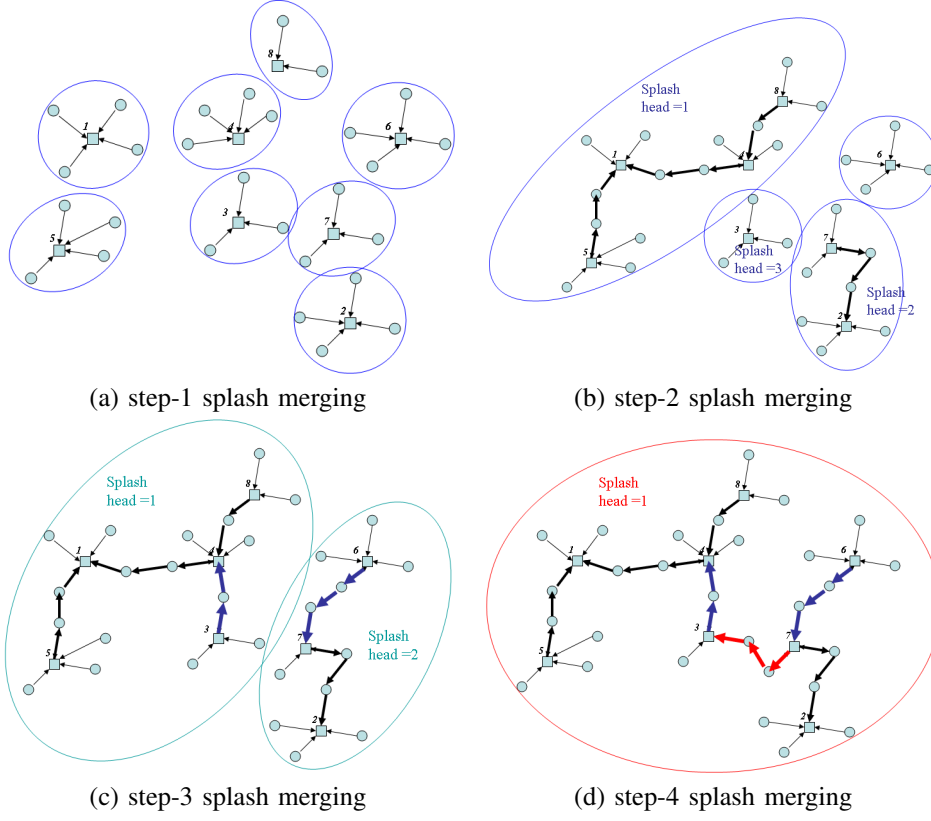 8
1
4
6
3
7
5
2
(a) step-1 splash merging
Splash
head =1
8
1
4
6
3
Splash
head =3
7
5
Splash
head =2
2
(b) step-2 splash merging
Splash
head =1
8
1
4
6
3
7
5
Splash
head =2
2
(c) step-3 splash merging
Splash
head =1
8
1
4
6
3
7
5
2
(d) step-4 splash merging